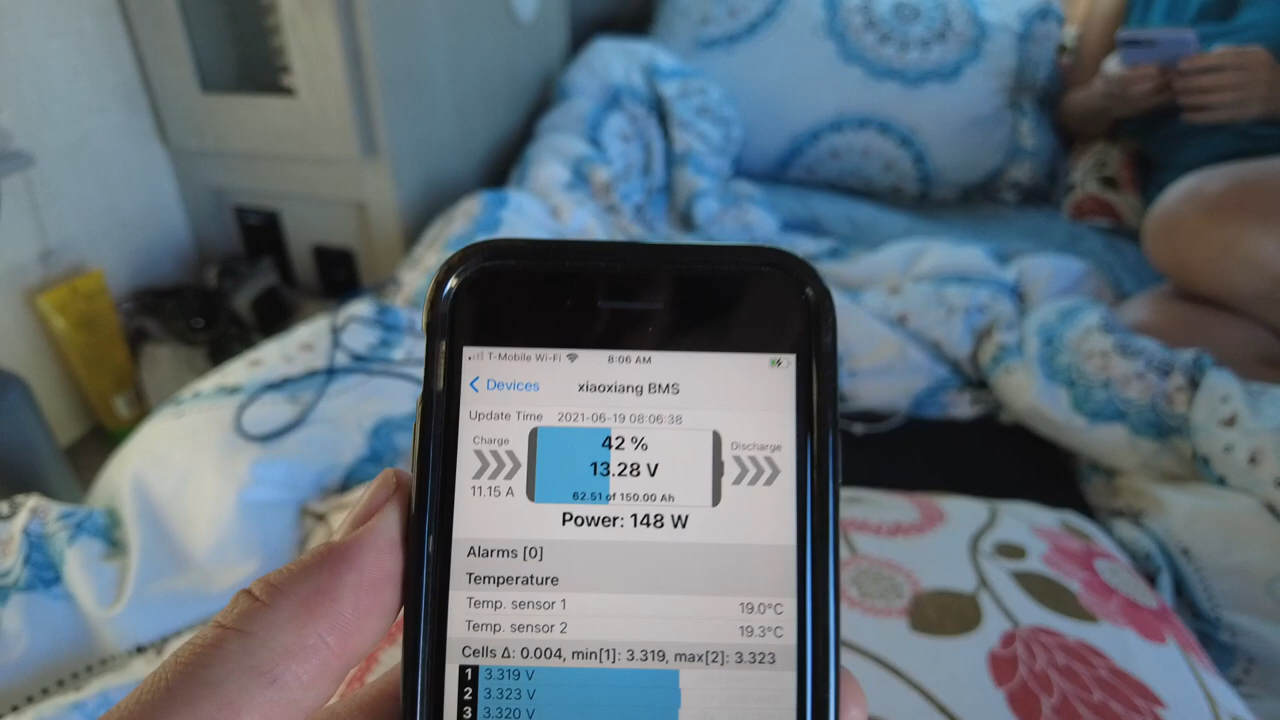 T-Mobile Wi-Fi 8:06 AM
Devices xiaoxiang BMS
Update Time 2021-06-19 08:06:38
Charge 42 % Discharge
13.28 V
11.15 A 62.51 of 150.00 Ah
Power: 148 W
Alarms [0]
Temperature
Temp. sensor 1 19.0°C
Temp. sensor 2 19.3°C
Cells Δ: 0.004, min[1]: 3.319, max[2]: 3.323
1 3.319 V
2 3.323 V
3 3.320 V